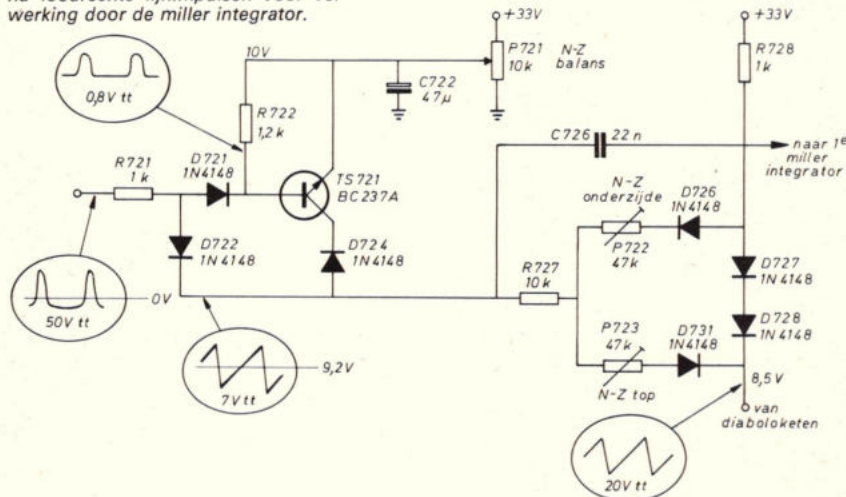 werking door de miller integrator.
+33V
+33V
10V
P721
10k
N-Z
balans
R728
1k
0,8V tt
R722
1,2 k
C722
47µ
C726
22 n
naar 1e
miller
integrator
R721
1k
D721
1N4148
TS721
BC237A
N-Z
onderzijde
D726
1N4148
D722
1N4148
D724
1N4148
R727
10k
P722
47k
D727
1N4148
0V
50V tt
P723
47k
D731
1N4148
D728
1N4148
9,2V
7V tt
N-Z top
8,5V
van
diaboloketen
20V tt